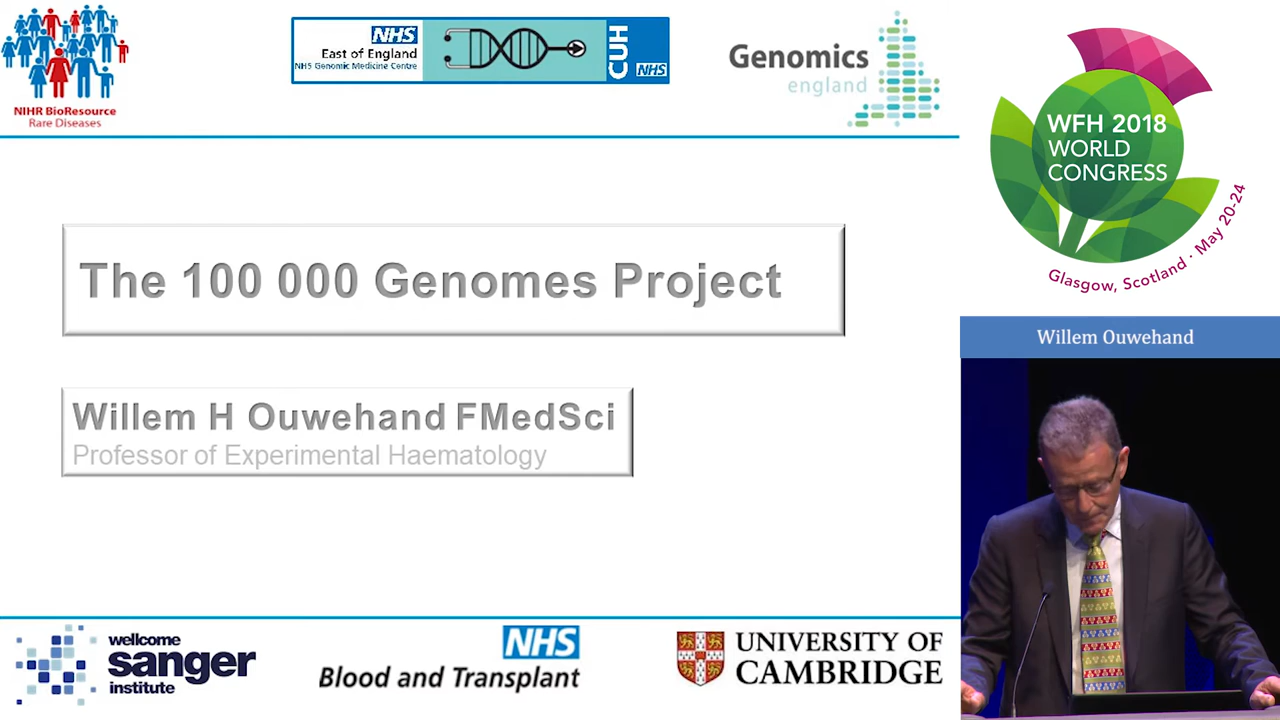 NIHR BioResource
Rare Diseases
NHS
East of England
NHS Genomic Medicine Centre
CUH
NHS
Genomics
england
WFH 2018
WORLD
CONGRESS
Glasgow, Scotland · May 20-24
The 100 000 Genomes Project
Willem H Ouwehand FMedSci
Professor of Experimental Haematology
Willem Ouwehand
wellcome
sanger
institute
NHS
Blood and Transplant
UNIVERSITY OF
CAMBRIDGE